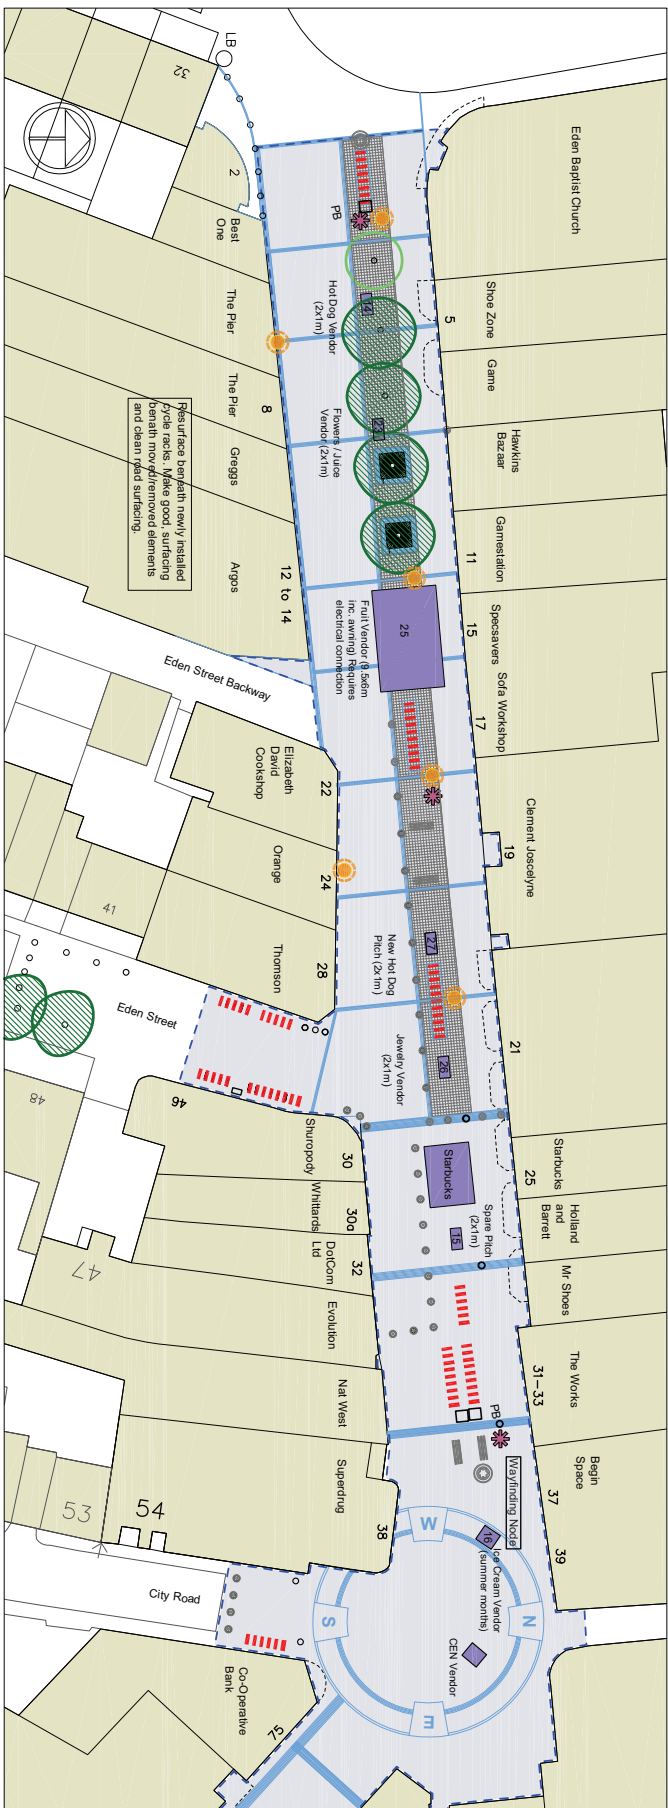 LB
32
Eden Baptist Church
2
Best
One
PB
The Pier
Hot Dog Vendor
(2x1m)
14
Shoe Zone
5
Game
The Pier
8
Flowers / Juice
Vendor (2x1m)
23
Hawkins
Bazaar
Greggs
Resurface beneath newly installed
cycle racks. Make good, surfacing
benath moved/removed elements
and clean road surfacing.
Gamestation
11
Argos
12 to 14
Fruit Vendor (9.5x6m
inc. awning) Requires
electrical connection
25
Specsavers
15
Eden Street Backway
Sofa Workshop
17
Elizabeth
David
Cookshop
22
Clement Joscelyne
19
Orange
24
41
Thomson
28
New Hot Dog
Pitch (2x1m)
27
Eden Street
Jewelry Vendor
(2x1m)
26
21
48
46
Shuropody
30
Starbucks
Starbucks
25
Whittards
30a
Spare Pitch
(2x1m)
15
Holland
and
Barrett
47
DotCom
Ltd
32
Mr Shoes
Evolution
The Works
31-33
Nat West
PB
Begin
Space
Superdrug
Wayfinding Node
37
53
54
38
W
16
Ice Cream Vendor
(summer months)
39
City Road
S
N
CEN Vendor
E
Co-Operative
Bank
75